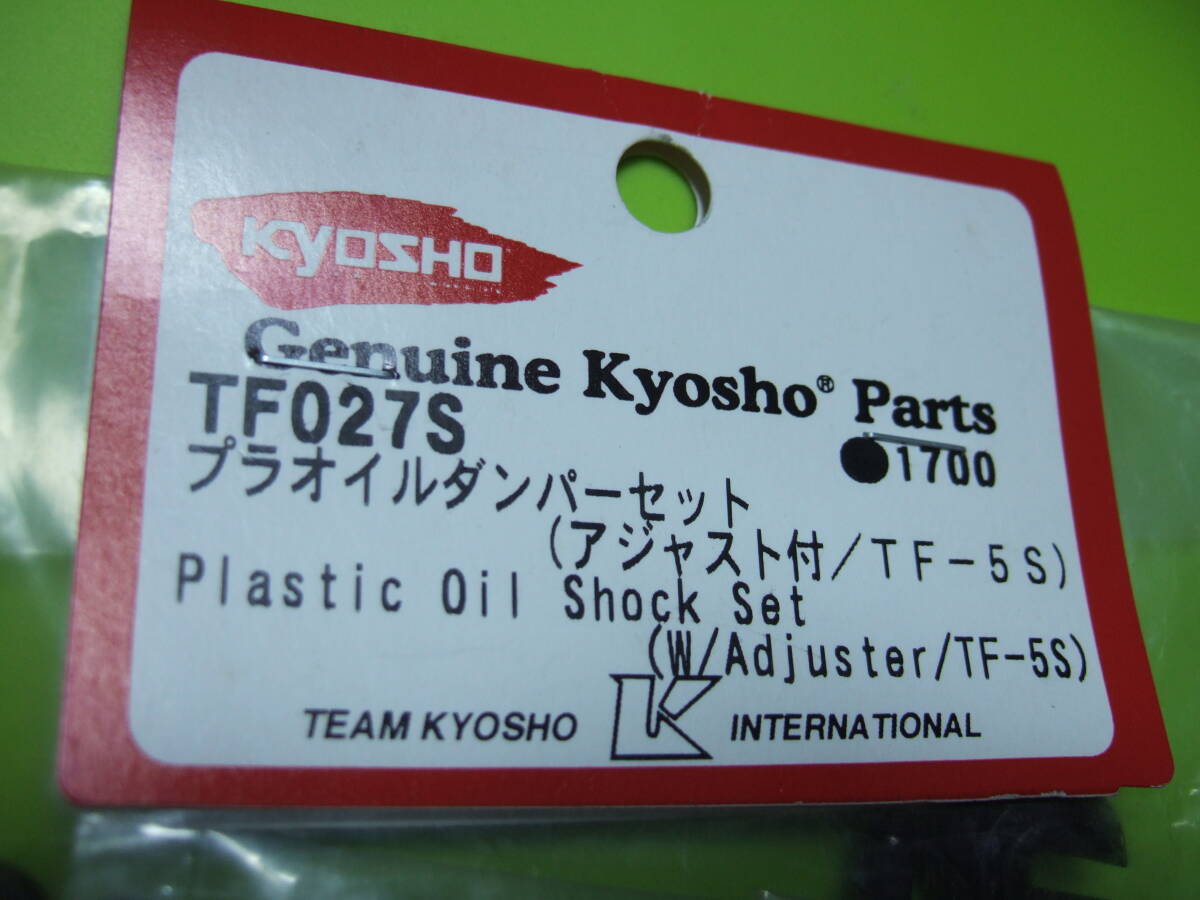 KYOSHO
Genuine Kyosho® Parts
TF027S
●1700
プラオイルダンパーセット
(アジャスト付/TF-5S)
Plastic Oil Shock Set
(W/Adjuster/TF-5S)
TEAM KYOSHO K INTERNATIONAL